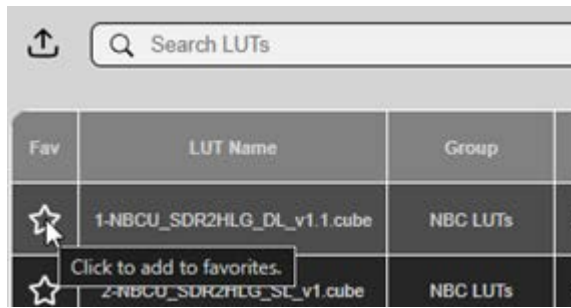 Search LUTs
Fav LUT Name Group
1-NBCU_SDR2HLG_DL_v1.1.cube NBC LUTs
Click to add to favorites.
2-NBCU_SDR2HLG_SL_v1.cube NBC LUTs